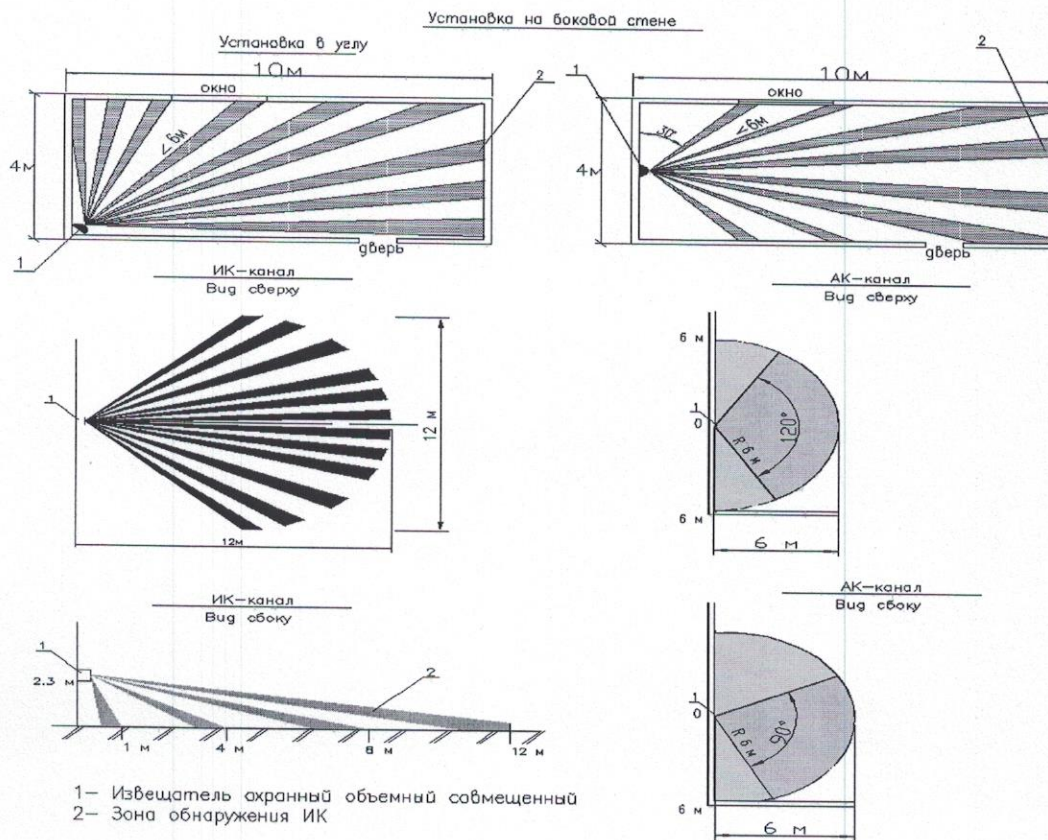 Установка на боковой стене
Установка в углу
10м
окно
4м
< 6м
дверь
1
2
10м
окно
4м
30°
< 6м
дверь
1
2
ИК-канал
Вид сверху
1
12 м
12м
АК-канал
Вид сверху
6 м
1
0
120°
R 6 м
6 м
6 м
ИК-канал
Вид сбоку
1
2.3 м
2
1 м
4 м
8 м
12 м
АК-канал
Вид сбоку
1
0
90°
R 6 м
6 м
6 м
1- Извещатель охранный объемный совмещенный
2- Зона обнаружения ИК